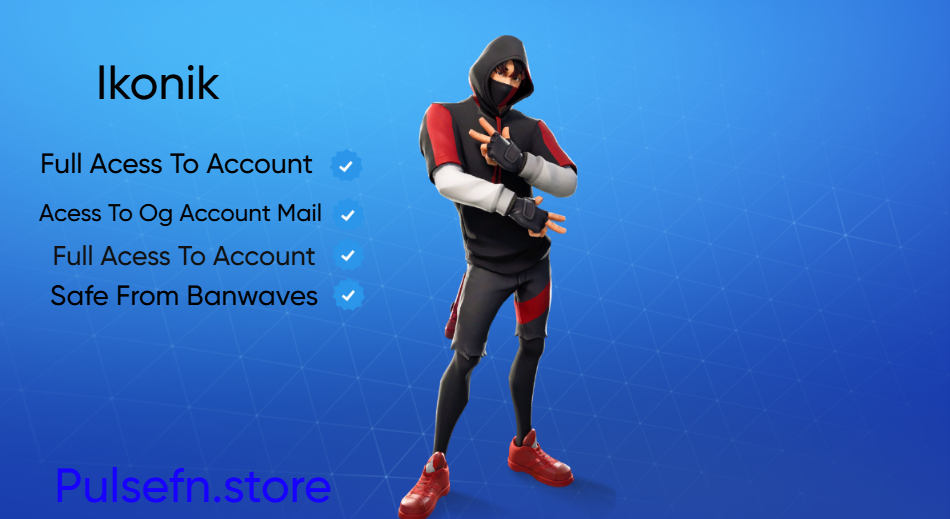 Ikonik
Full Acess To Account
Acess To Og Account Mail
Full Acess To Account
Safe From Banwaves
Pulsefn.store